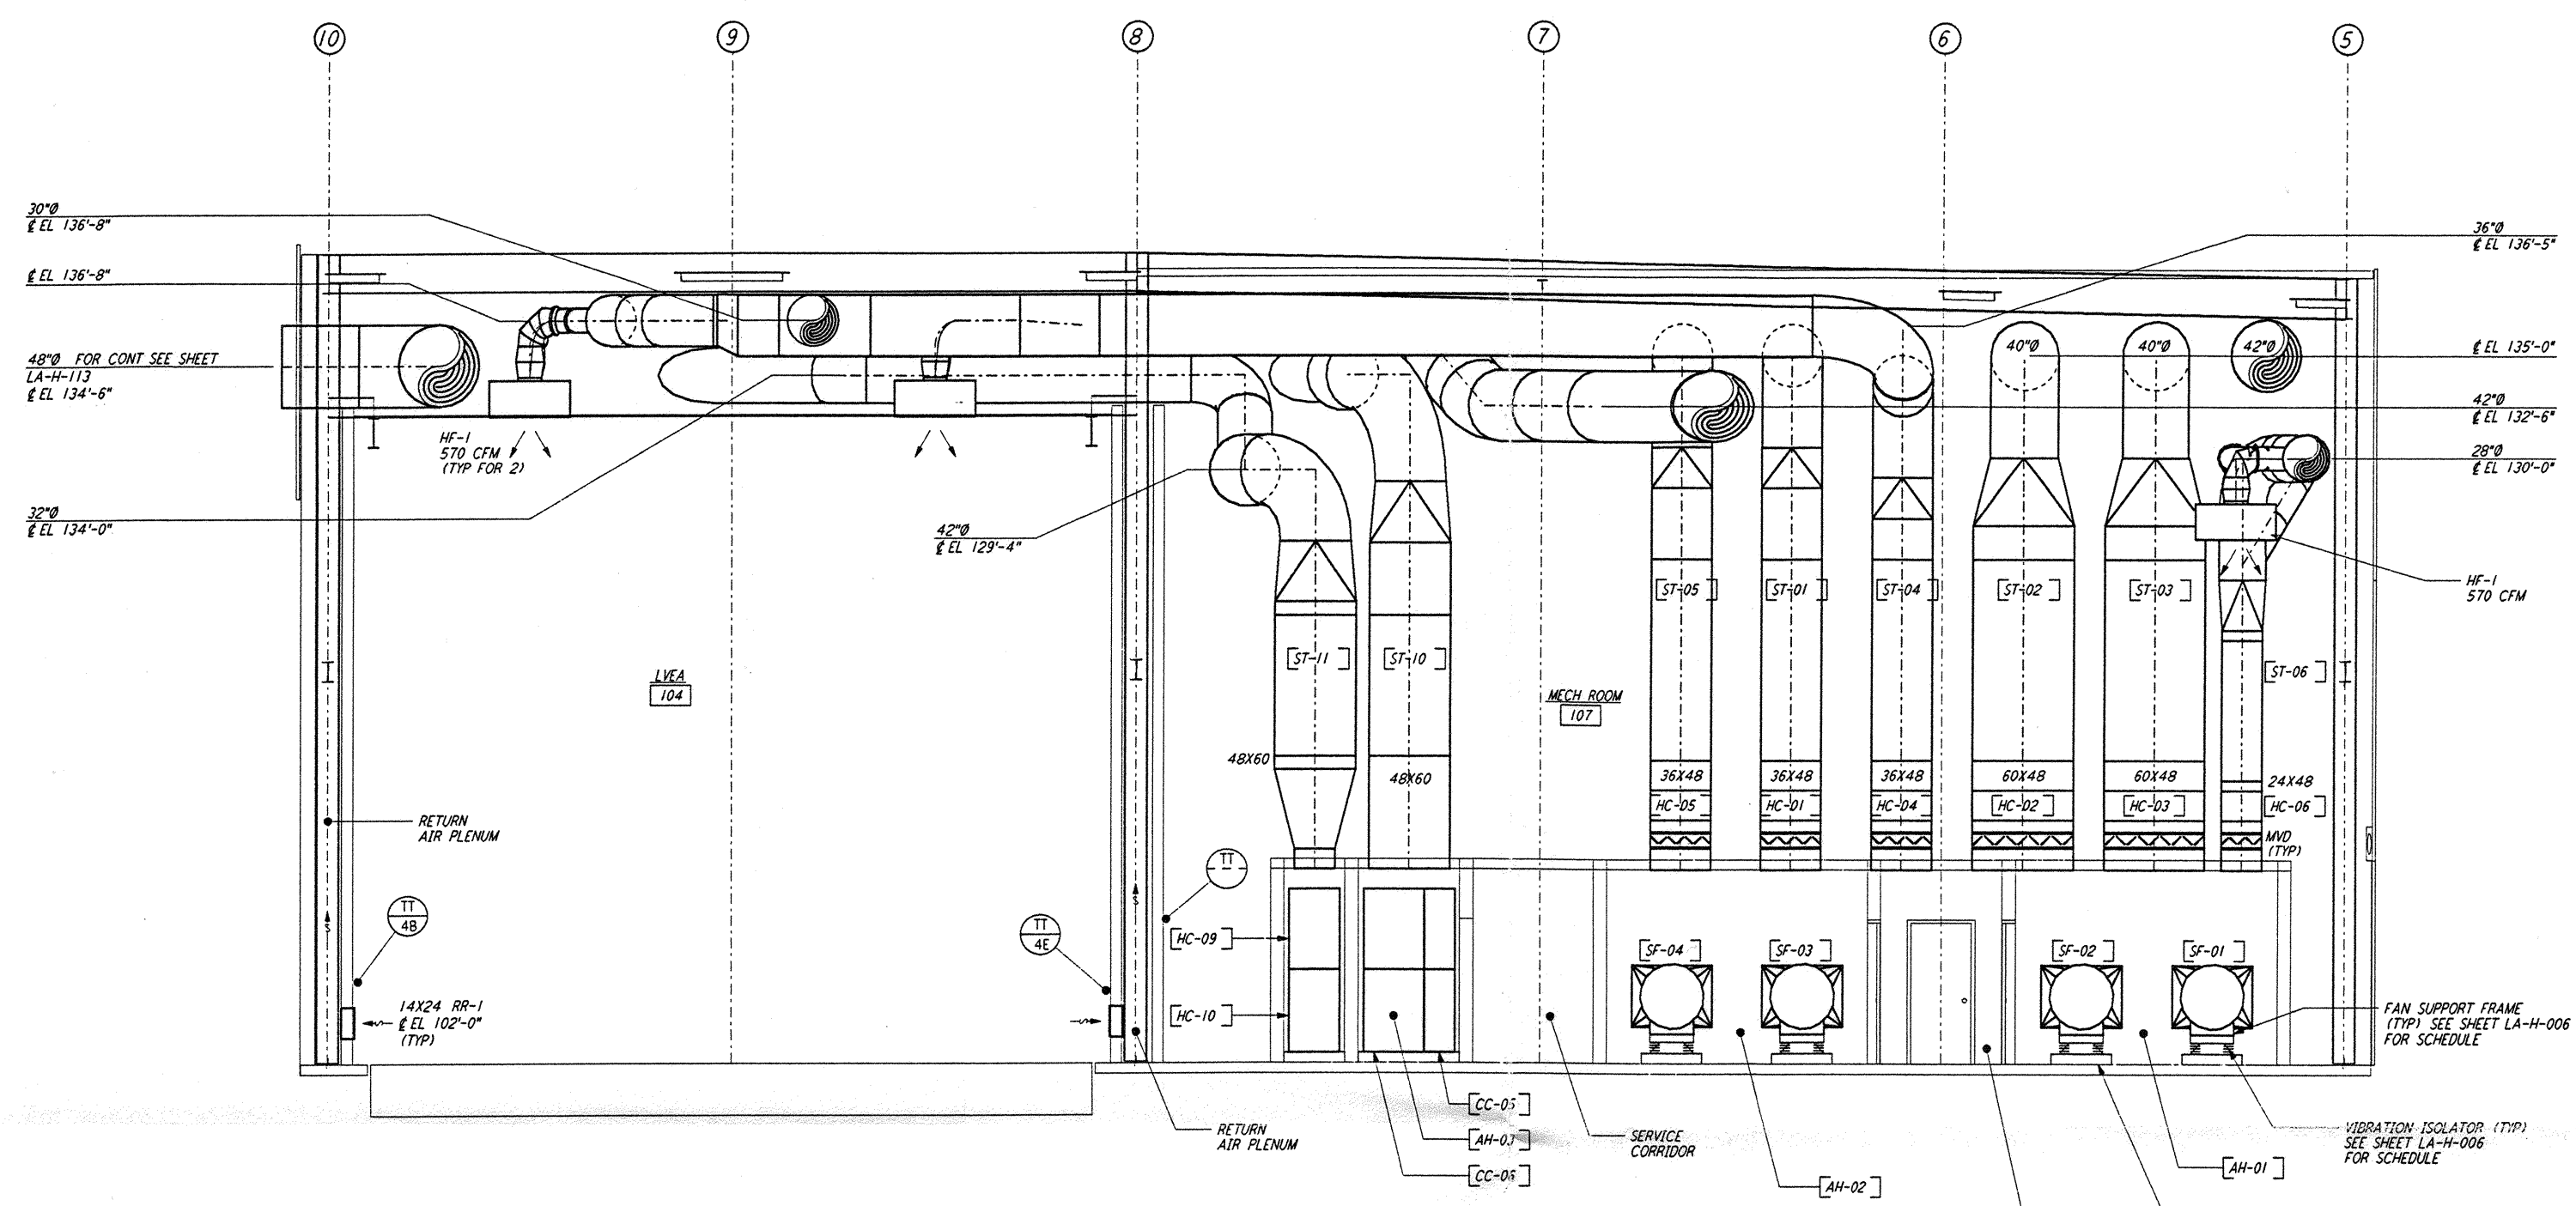 10
9
8
7
6
5
30"Ø
℄ EL 136'-8"
36"Ø
℄ EL 136'-5"
℄ EL 136'-8"
48"Ø FOR CONT SEE SHEET
LA-H-113
℄ EL 134'-6"
40"Ø
40"Ø
42"Ø
℄ EL 135'-0"
42"Ø
℄ EL 132'-6"
HF-1
570 CFM
(TYP FOR 2)
28"Ø
℄ EL 130'-0"
32"Ø
℄ EL 134'-0"
42"Ø
℄ EL 129'-4"
HF-1
570 CFM
ST-05
ST-01
ST-04
ST-02
ST-03
ST-11
ST-10
ST-06
LVEA
104
MECH ROOM
107
48X60
48X60
36X48
36X48
36X48
60X48
60X48
24X48
HC-05
HC-01
HC-04
HC-02
HC-03
HC-06
MVD
(TYP)
RETURN
AIR PLENUM
TT
TT
4B
TT
4E
HC-09
HC-10
SF-04
SF-03
SF-02
SF-01
14X24 RR-1
℄ EL 102'-0"
(TYP)
FAN SUPPORT FRAME
(TYP) SEE SHEET LA-H-006
FOR SCHEDULE
RETURN
AIR PLENUM
CC-05
AH-03
CC-06
SERVICE
CORRIDOR
AH-02
VIBRATION ISOLATOR (TYP)
SEE SHEET LA-H-006
FOR SCHEDULE
AH-01